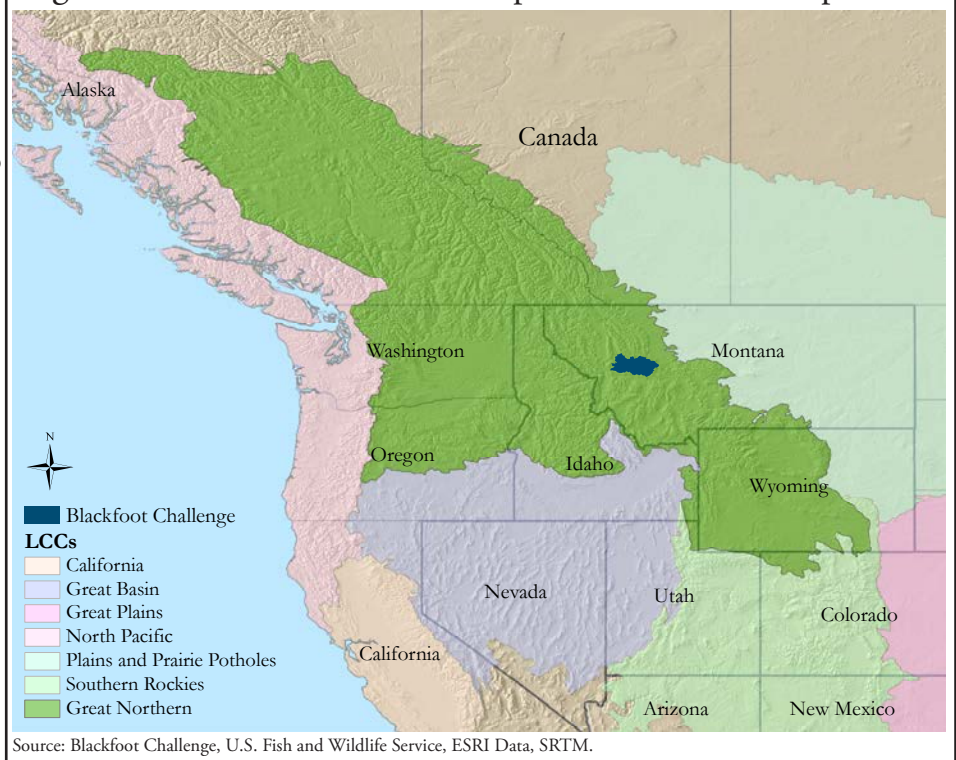 Alaska
Canada
Washington
Montana
Oregon
Idaho
Wyoming
N
Blackfoot Challenge
LCCs
California
Great Basin
Great Plains
North Pacific
Plains and Prairie Potholes
Southern Rockies
Great Northern
Nevada
Utah
Colorado
California
Arizona
New Mexico
Source: Blackfoot Challenge, U.S. Fish and Wildlife Service, ESRI Data, SRTM.